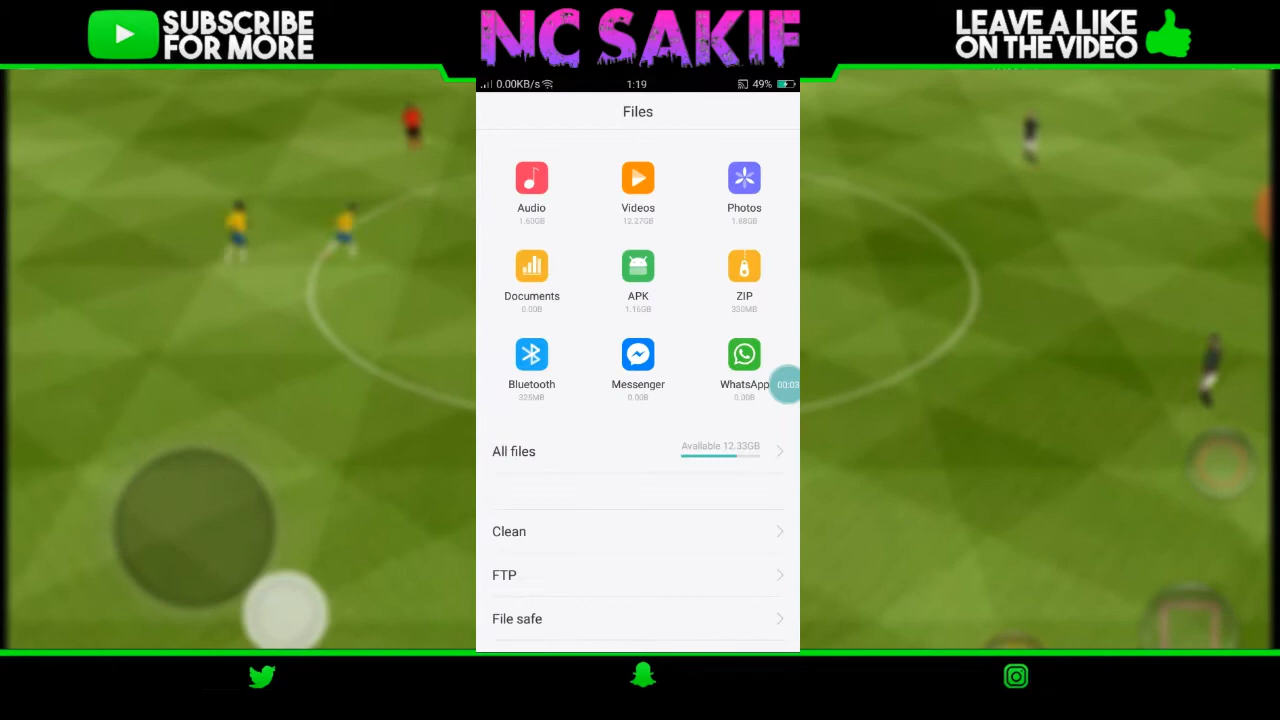 SUBSCRIBE
FOR MORE
NC SAKIF
LEAVE A LIKE
ON THE VIDEO
0.00KB/s
1:19
49%
Files
Audio
1.60GB
Videos
12.27GB
Photos
1.88GB
Documents
0.00B
APK
1.16GB
ZIP
330MB
Bluetooth
325MB
Messenger
0.00B
WhatsApp
0.00B
00:03
All files
Available 12.33GB
Clean
FTP
File safe